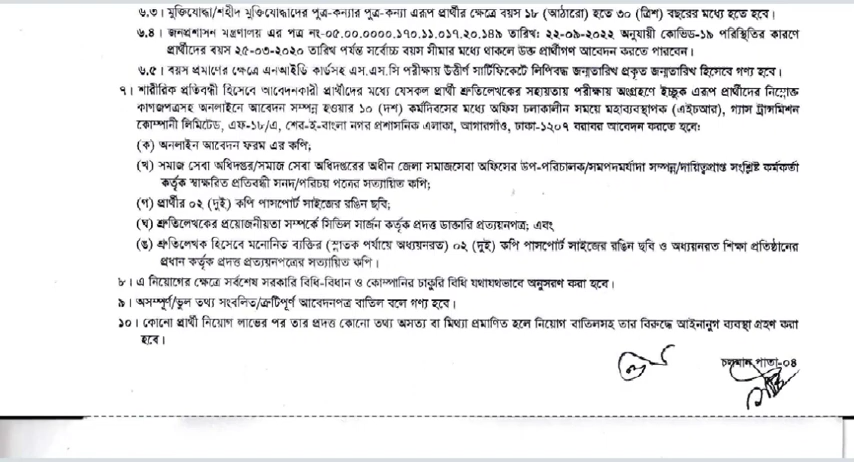 ৬.৩। মুক্তিযোদ্ধা/শহীদ মুক্তিযোদ্ধাদের পুত্র-কন্যার পুত্র-কন্যা এরূপ প্রার্থীর ক্ষেত্রে বয়স ১৮ (আঠারো) হতে ৩০ (ত্রিশ) বছরের মধ্যে হতে হবে।
৬.৪। জনপ্রশাসন মন্ত্রণালয় এর পত্র নং-০৫.০০.০০০০.১৭০.১১.০১৭.২০.১৪৯ তারিখ: ২২-০৯-২০২২ অনুযায়ী কোভিড-১৯ পরিস্থিতির কারণে
প্রার্থীদের বয়স ২৫-০৩-২০২০ তারিখ পর্যন্ত সর্বোচ্চ বয়স সীমার মধ্যে থাকলে উক্ত প্রার্থীগণ আবেদন করতে পারবেন।
৬.৫। বয়স প্রমাণের ক্ষেত্রে এনআইডি কার্ডসহ এস.এস.সি পরীক্ষায় উত্তীর্ণ সার্টিফিকেটে লিপিবদ্ধ জন্মতারিখ প্রকৃত জন্মতারিখ হিসেবে গণ্য হবে।
৭। শারীরিক প্রতিবন্ধী হিসেবে আবেদনকারী প্রার্থীদের মধ্যে যেসকল প্রার্থী শ্রুতিলেখকের সহায়তায় পরীক্ষায় অংশগ্রহণে ইচ্ছুক এরূপ প্রার্থীদের নিম্নোক্ত
কাগজপত্রসহ অনলাইনে আবেদন সম্পন্ন হওয়ার ১০ (দশ) কর্মদিবসের মধ্যে অফিস চলাকালীন সময়ে মহাব্যবস্থাপক (এইচআর), গ্যাস ট্রান্সমিশন
কোম্পানী লিমিটেড, এফ-১৮/এ, শের-ই-বাংলা নগর প্রশাসনিক এলাকা, আগারগাঁও, ঢাকা-১২০৭ বরাবর আবেদন করতে হবে:
(ক) অনলাইন আবেদন ফরম এর কপি;
(খ) সমাজ সেবা অধিদপ্তর/সমাজ সেবা অধিদপ্তরের অধীন জেলা সমাজসেবা অফিসের উপ-পরিচালক/সমপদমর্যাদা সম্পন্ন/দায়িত্বপ্রাপ্ত সংশ্লিষ্ট কর্মকর্তা
কর্তৃক স্বাক্ষরিত প্রতিবন্ধী সনদ/পরিচয় পত্রের সত্যায়িত কপি;
(গ) প্রার্থীর ০২ (দুই) কপি পাসপোর্ট সাইজের রঙিন ছবি;
(ঘ) শ্রুতিলেখকের প্রয়োজনীয়তা সম্পর্কে সিভিল সার্জন কর্তৃক প্রদত্ত ডাক্তারি প্রত্যয়নপত্র; এবং
(ঙ) শ্রুতিলেখক হিসেবে মনোনিত ব্যক্তির (স্নাতক পর্যায়ে অধ্যয়নরত) ০২ (দুই) কপি পাসপোর্ট সাইজের রঙিন ছবি ও অধ্যয়নরত শিক্ষা প্রতিষ্ঠানের
প্রধান কর্তৃক প্রদত্ত প্রত্যয়নপত্রের সত্যায়িত কপি।
৮। এ নিয়োগের ক্ষেত্রে সর্বশেষ সরকারি বিধি-বিধান ও কোম্পানির চাকুরি বিধি যথাযথভাবে অনুসরণ করা হবে।
৯। অসম্পূর্ণ/ভুল তথ্য সংবলিত/ত্রুটিপূর্ণ আবেদনপত্র বাতিল বলে গণ্য হবে।
১০। কোনো প্রার্থী নিয়োগ লাভের পর তার প্রদত্ত কোনো তথ্য অসত্য বা মিথ্যা প্রমাণিত হলে নিয়োগ বাতিলসহ তার বিরুদ্ধে আইনানুগ ব্যবস্থা গ্রহণ করা
হবে।
চলমান পাতা-০৪